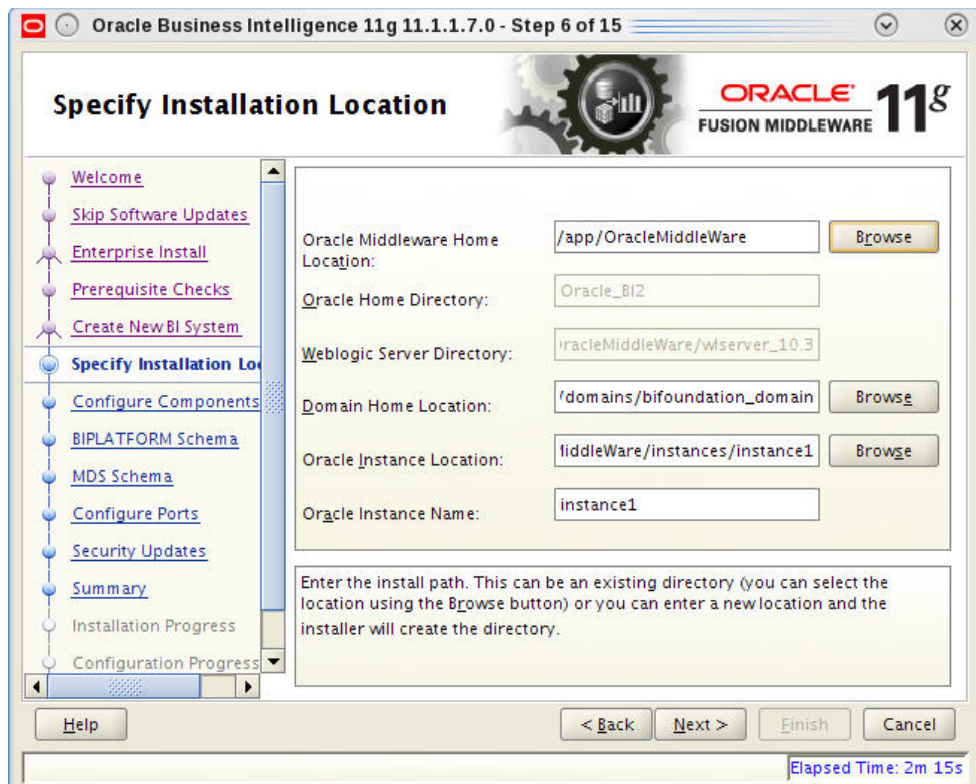 Oracle Business Intelligence 11g 11.1.1.7.0 - Step 6 of 15
Specify Installation Location
ORACLE
FUSION MIDDLEWARE 11g
Welcome
Skip Software Updates
Enterprise Install
Prerequisite Checks
Create New BI System
Specify Installation Lo
Configure Components
BIPLATFORM Schema
MDS Schema
Configure Ports
Security Updates
Summary
Installation Progress
Configuration Progress
Oracle Middleware Home
Location:
/app/OracleMiddleWare
Browse
Oracle Home Directory:
Oracle_BI2
Weblogic Server Directory:
racleMiddleWare/wlserver_10.3
Domain Home Location:
/domains/bifoundation_domain
Browse
Oracle Instance Location:
iddleWare/instances/instance1
Browse
Oracle Instance Name:
instance1
Enter the install path. This can be an existing directory (you can select the
location using the Browse button) or you can enter a new location and the
installer will create the directory.
Help
< Back
Next >
Finish
Cancel
Elapsed Time: 2m 15s